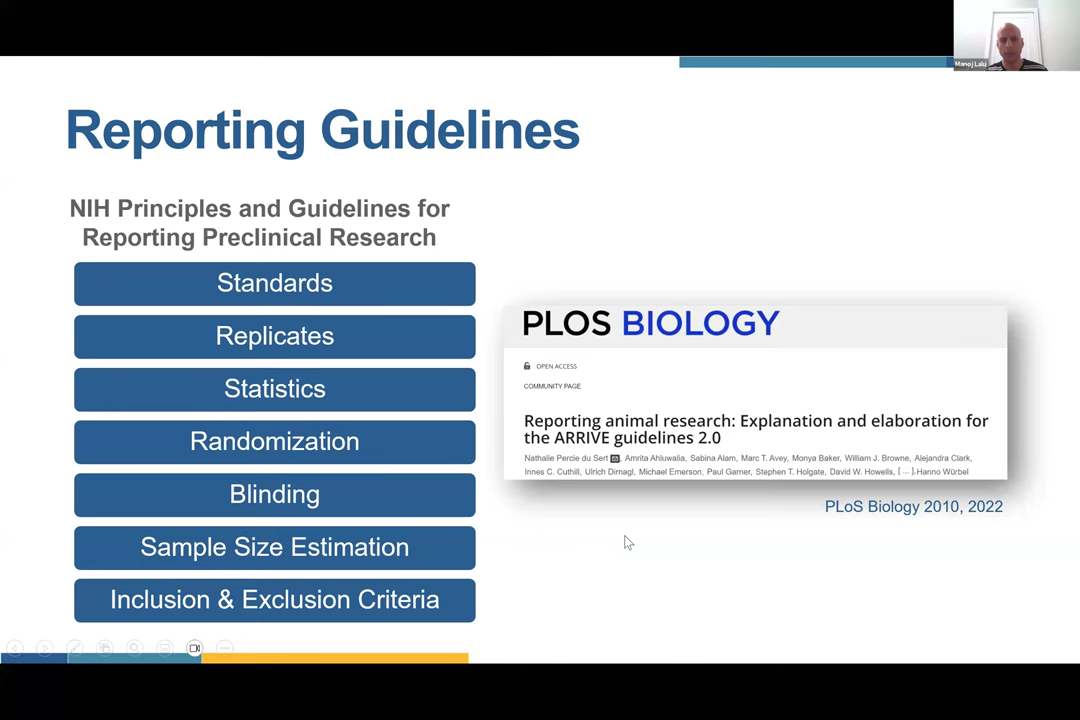 Manoj Lalu
Reporting Guidelines
NIH Principles and Guidelines for
Reporting Preclinical Research
Standards
Replicates
Statistics
Randomization
Blinding
Sample Size Estimation
Inclusion & Exclusion Criteria
PLOS BIOLOGY
OPEN ACCESS
COMMUNITY PAGE
Reporting animal research: Explanation and elaboration for
the ARRIVE guidelines 2.0
Nathalie Percie du Sert, Amrita Ahluwalia, Sabina Alam, Marc T. Avey, Monya Baker, William J. Browne, Alejandra Clark,
Innes C. Cuthill, Ulrich Dirnagl, Michael Emerson, Paul Garner, Stephen T. Holgate, David W. Howells, [ ... ], Hanno Würbel
PLoS Biology 2010, 2022